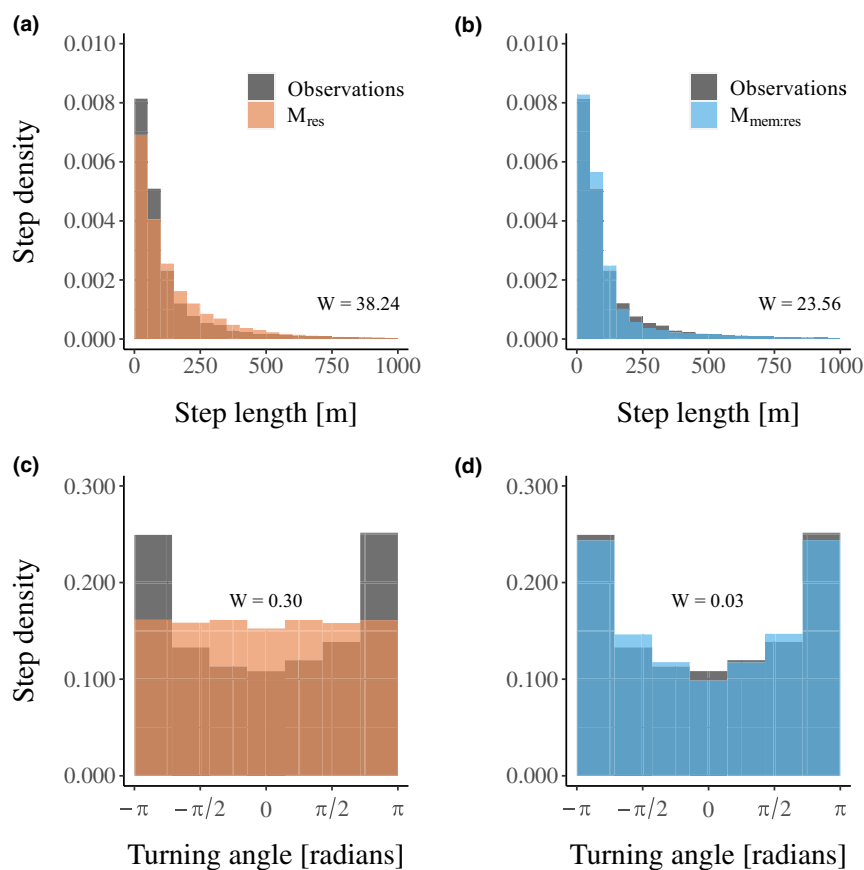 (a)
0.010
0.008
0.006
0.004
0.002
0.000
Step density
Observations
M_res
W = 38.24
0 250 500 750 1000
Step length [m]
(b)
0.010
0.008
0.006
0.004
0.002
0.000
Observations
M_mem:res
W = 23.56
0 250 500 750 1000
Step length [m]
(c)
0.300
0.200
0.100
0.000
Step density
W = 0.30
−π −π/2 0 π/2 π
Turning angle [radians]
(d)
0.300
0.200
0.100
0.000
W = 0.03
−π −π/2 0 π/2 π
Turning angle [radians]